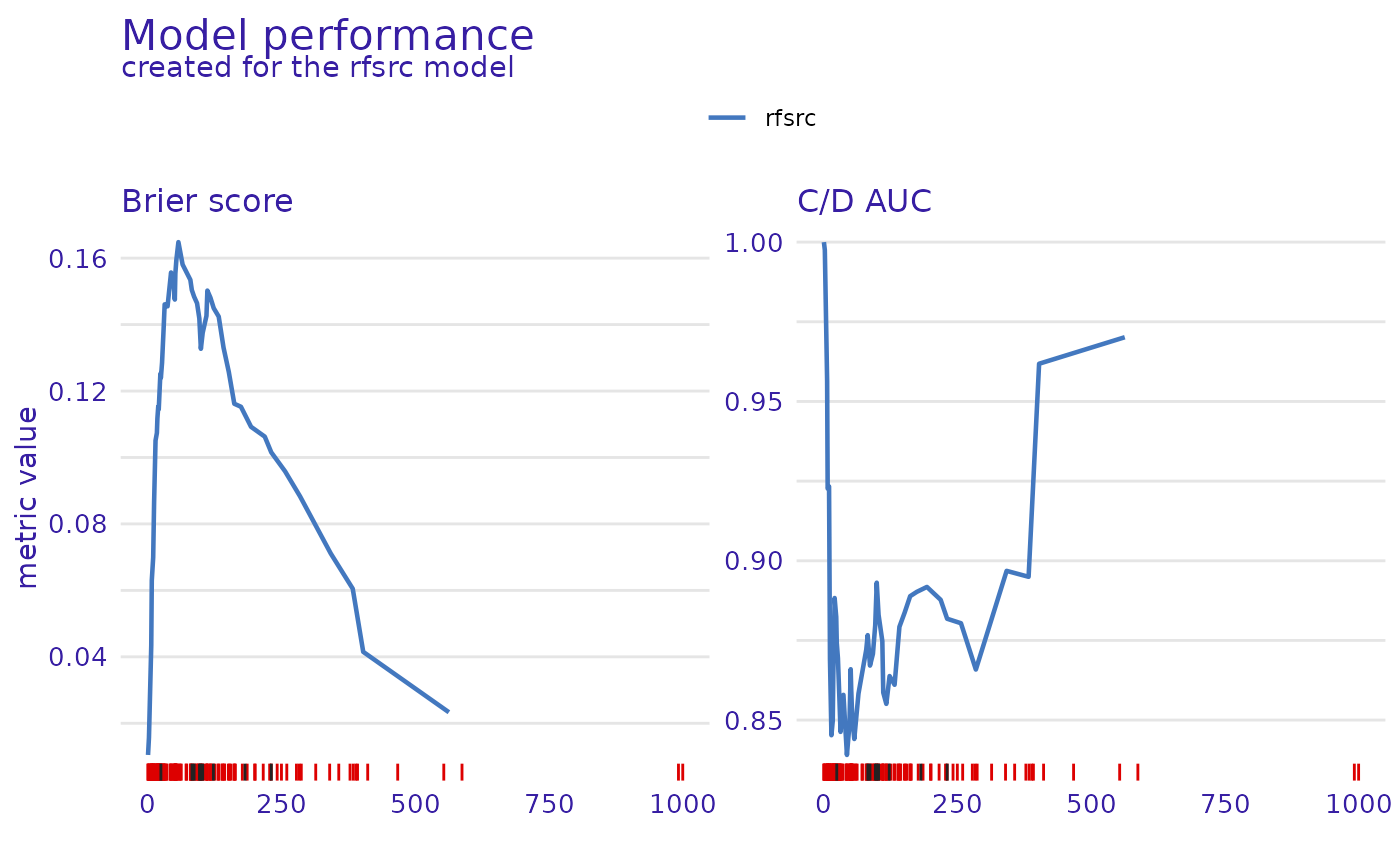 Model performance
created for the rfsrc model
rfsrc
Brier score
C/D AUC
metric value
0.16
0.12
0.08
0.04
1.00
0.95
0.90
0.85
0 250 500 750 1000
0 250 500 750 1000